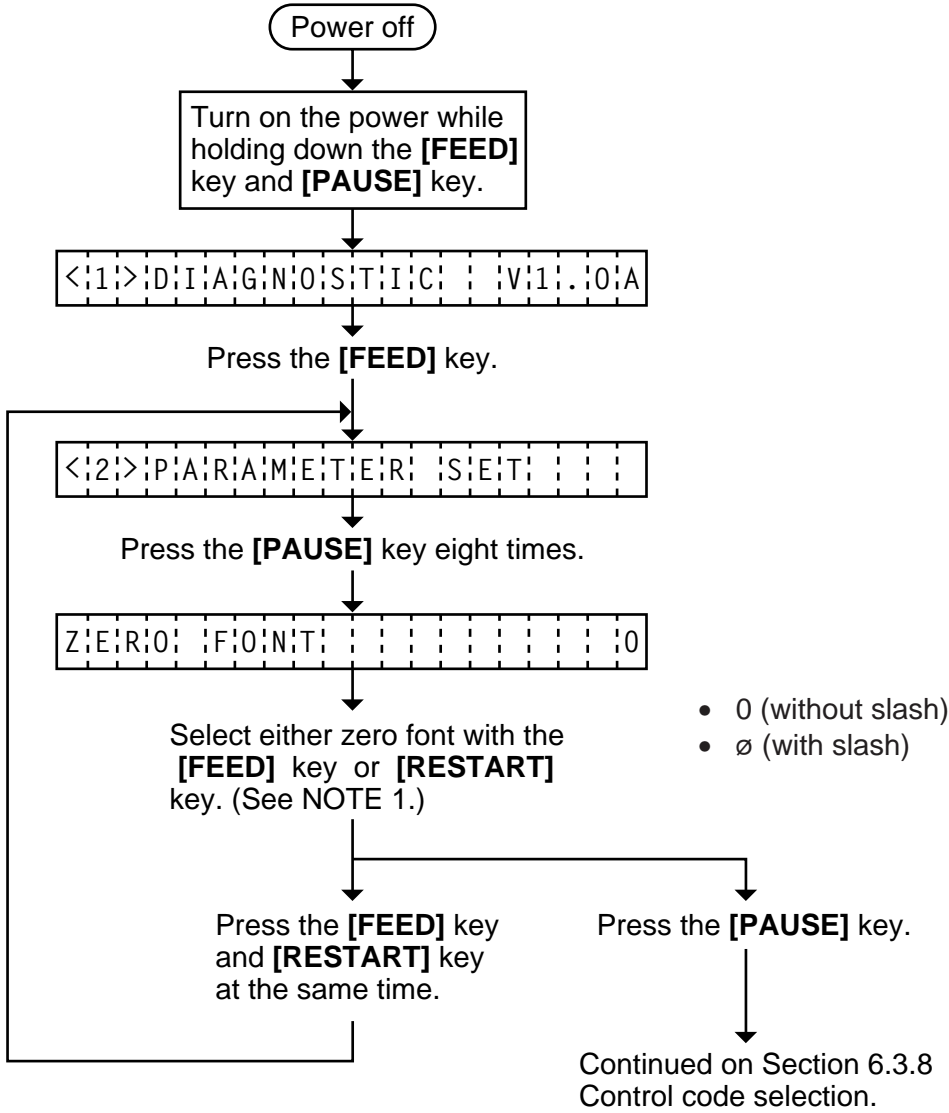 Power off
Turn on the power while
holding down the [FEED]
key and [PAUSE] key.
<1>DIAGNOSTIC  V1.0A
Press the [FEED] key.
<2>PARAMETER SET
Press the [PAUSE] key eight times.
ZERO FONT          0
Select either zero font with the
[FEED] key or [RESTART]
key. (See NOTE 1.)
• 0 (without slash)
• ø (with slash)
Press the [FEED] key
and [RESTART] key
at the same time.
Press the [PAUSE] key.
Continued on Section 6.3.8
Control code selection.